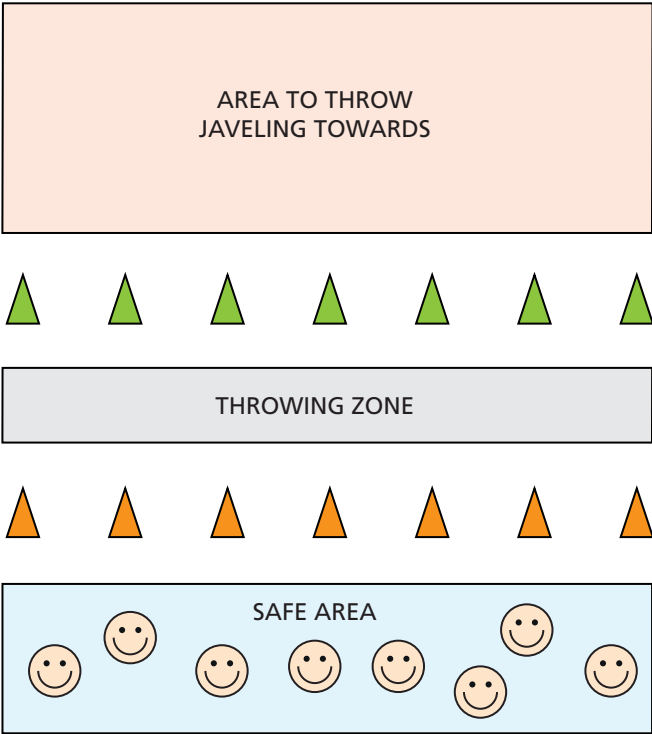 AREA TO THROW
JAVELING TOWARDS
THROWING ZONE
SAFE AREA